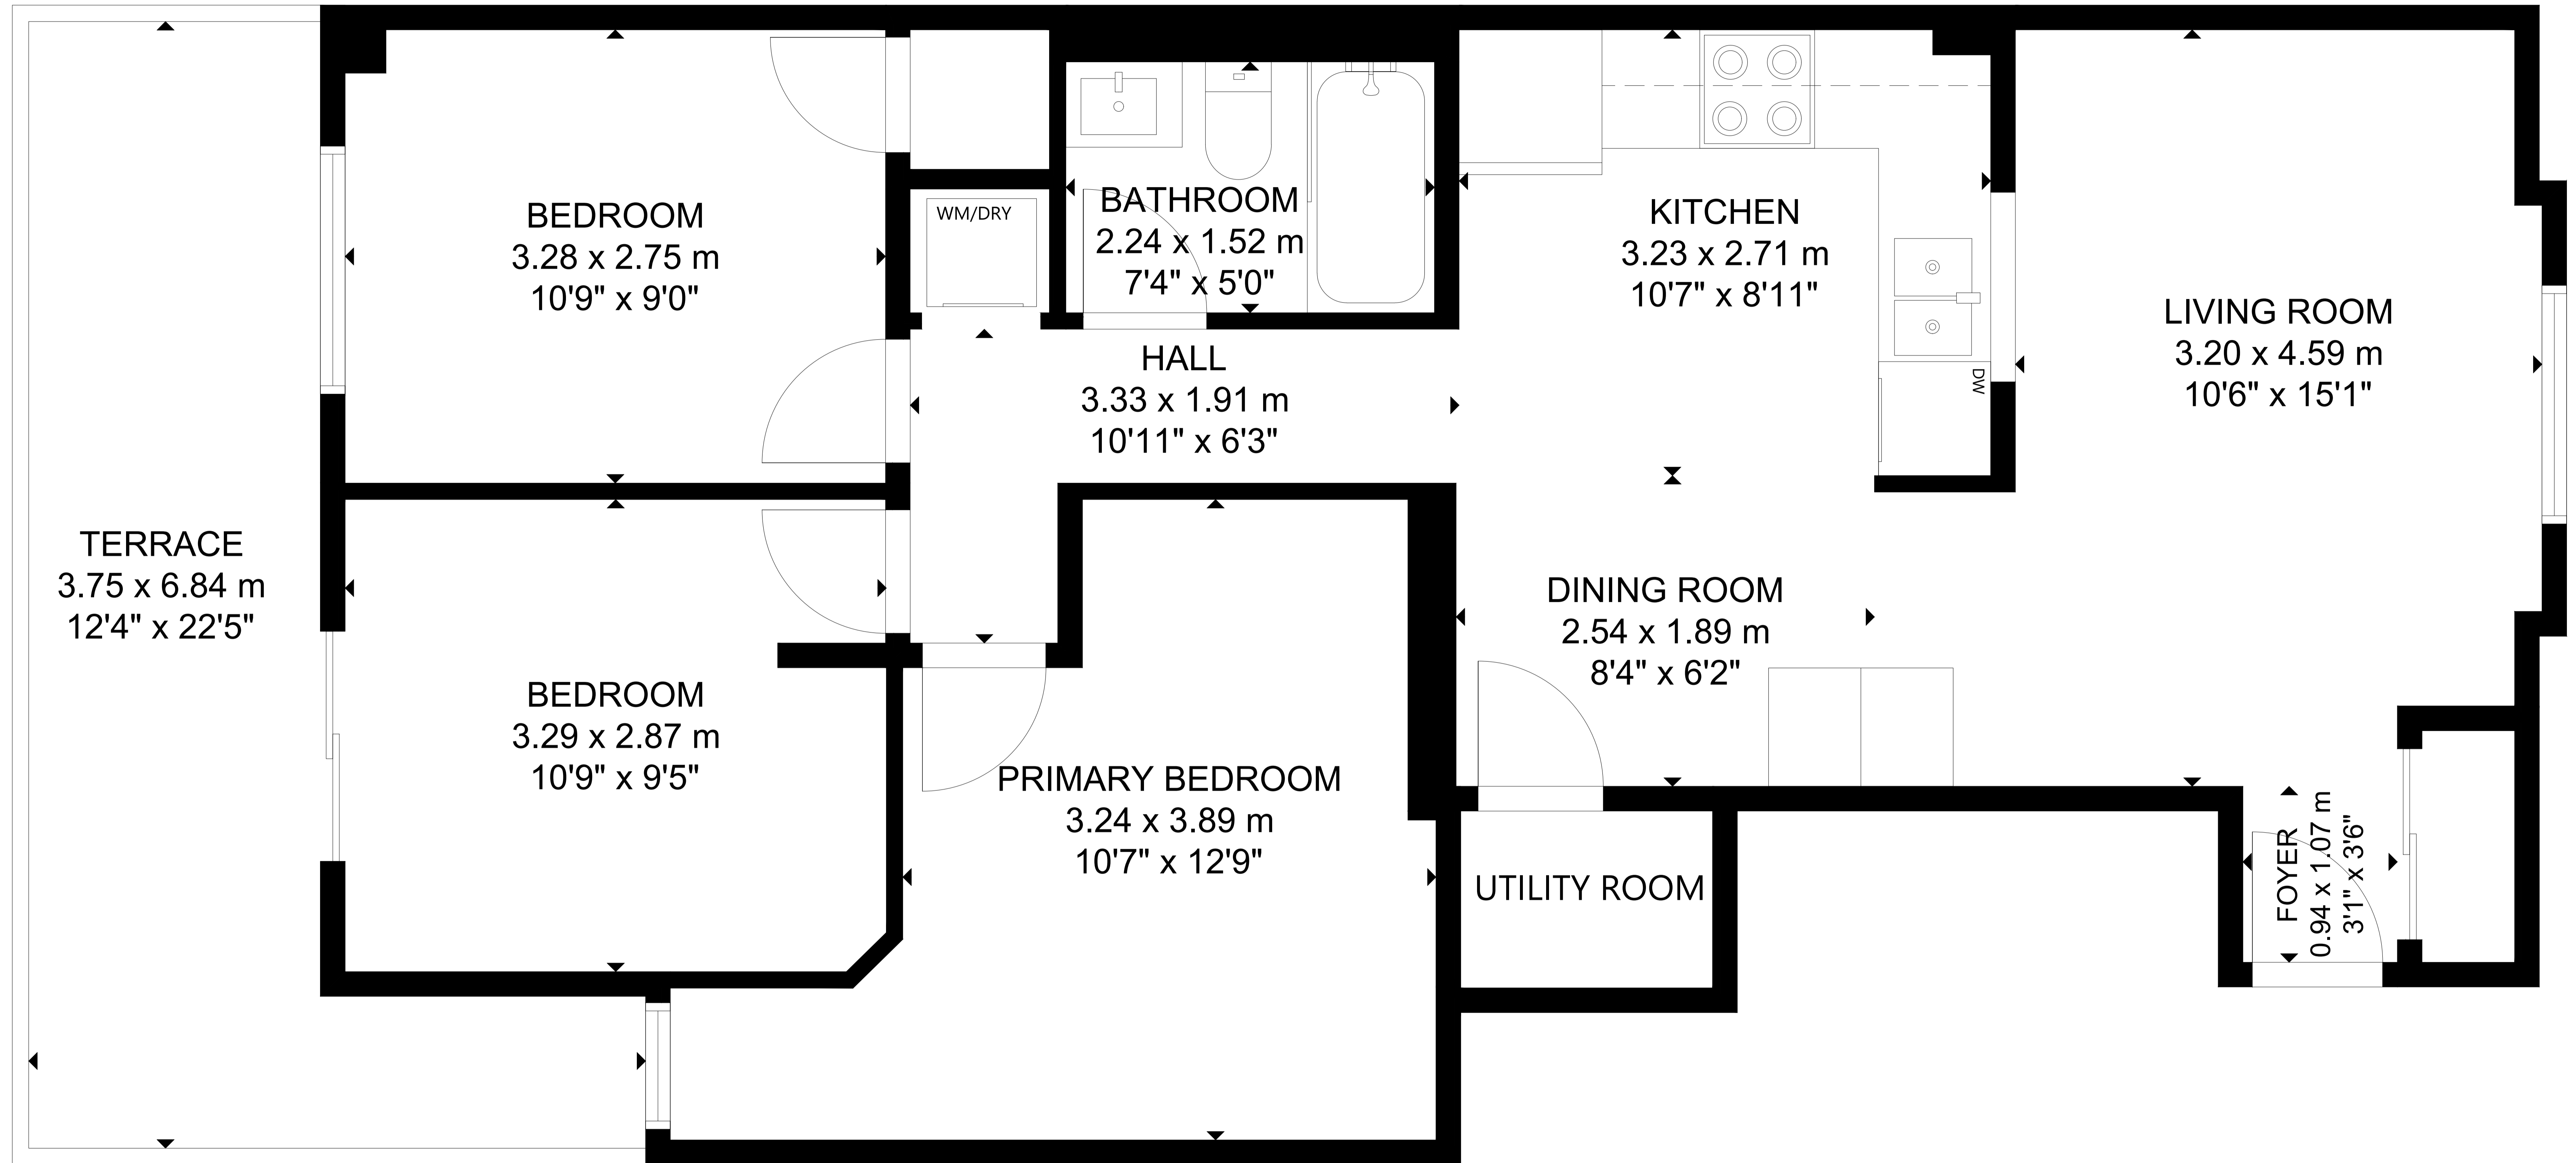 TERRACE
3.75 x 6.84 m
12'4" x 22'5"
BEDROOM
3.28 x 2.75 m
10'9" x 9'0"
BEDROOM
3.29 x 2.87 m
10'9" x 9'5"
WM/DRY
BATHROOM
2.24 x 1.52 m
7'4" x 5'0"
HALL
3.33 x 1.91 m
10'11" x 6'3"
PRIMARY BEDROOM
3.24 x 3.89 m
10'7" x 12'9"
KITCHEN
3.23 x 2.71 m
10'7" x 8'11"
DW
DINING ROOM
2.54 x 1.89 m
8'4" x 6'2"
UTILITY ROOM
LIVING ROOM
3.20 x 4.59 m
10'6" x 15'1"
FOYER
0.94 x 1.07 m
3'1" x 3'6"